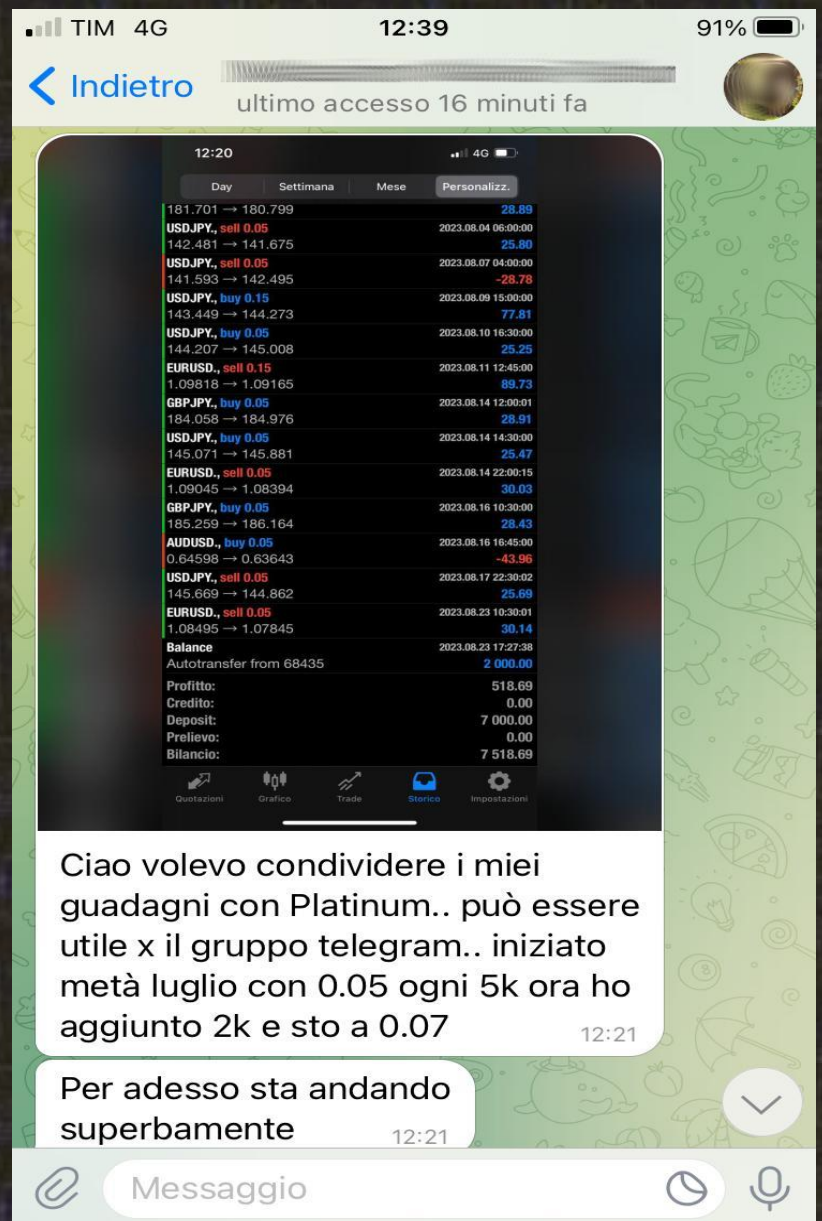 TIM 4G 12:39 91%
Indietro
ultimo accesso 16 minuti fa
12:20 4G
Day Settimana Mese Personalizz.
181.701 → 180.799 28.89
USDJPY., sell 0.05 2023.08.04 06:00:00
142.481 → 141.675 25.80
USDJPY., sell 0.05 2023.08.07 04:00:00
141.593 → 142.495 -28.78
USDJPY., buy 0.15 2023.08.09 15:00:00
143.449 → 144.273 77.81
USDJPY., buy 0.05 2023.08.10 16:30:00
144.207 → 145.008 25.25
EURUSD., sell 0.15 2023.08.11 12:45:00
1.09818 → 1.09165 89.73
GBPJPY., buy 0.05 2023.08.14 12:00:01
184.058 → 184.976 28.91
USDJPY., buy 0.05 2023.08.14 14:30:00
145.071 → 145.881 25.47
EURUSD., sell 0.05 2023.08.14 22:00:15
1.09045 → 1.08394 30.03
GBPJPY., buy 0.05 2023.08.16 10:30:00
185.259 → 186.164 28.43
AUDUSD., buy 0.05 2023.08.16 16:45:00
0.64598 → 0.63643 -43.96
USDJPY., sell 0.05 2023.08.17 22:30:02
145.669 → 144.862 25.69
EURUSD., sell 0.05 2023.08.23 10:30:01
1.08495 → 1.07845 30.14
Balance 2023.08.23 17:27:38
Autotransfer from 68435 2 000.00
Profitto: 518.69
Credito: 0.00
Deposit: 7 000.00
Prelievo: 0.00
Bilancio: 7 518.69
Quotazioni Grafico Trade Storico Impostazioni
Ciao volevo condividere i miei
guadagni con Platinum.. può essere
utile x il gruppo telegram.. iniziato
metà luglio con 0.05 ogni 5k ora ho
aggiunto 2k e sto a 0.07 12:21
Per adesso sta andando
superbamente 12:21
Messaggio